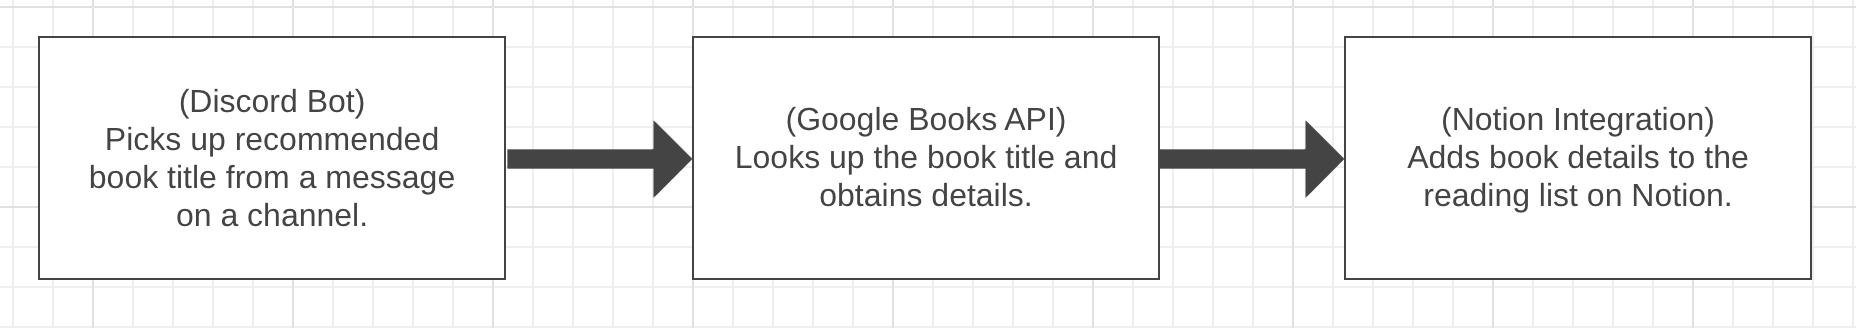 (Discord Bot)
Picks up recommended
book title from a message
on a channel.
(Google Books API)
Looks up the book title and
obtains details.
(Notion Integration)
Adds book details to the
reading list on Notion.